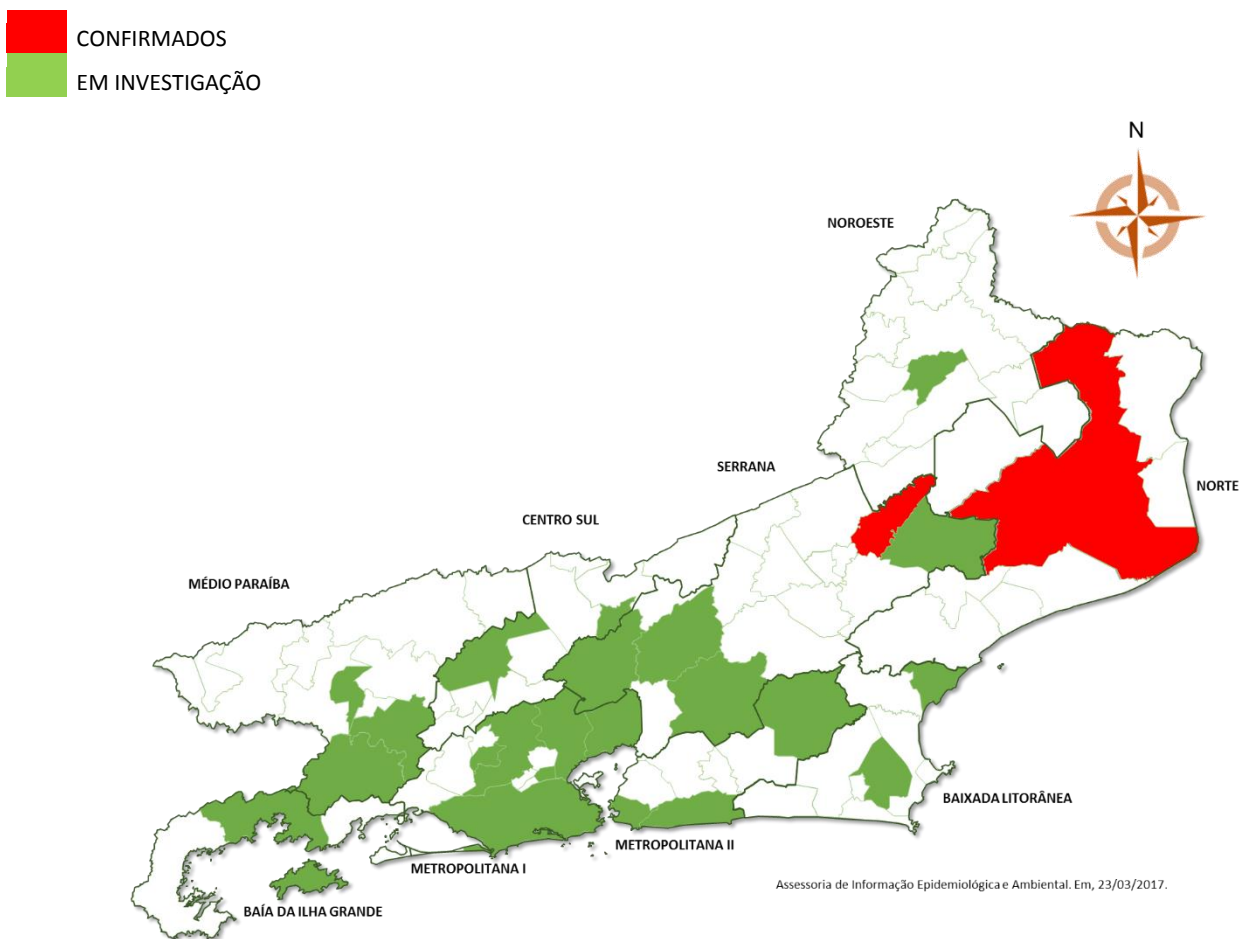 CONFIRMADOS
EM INVESTIGAÇÃO
N
NOROESTE
SERRANA
NORTE
CENTRO SUL
MÉDIO PARAÍBA
BAIXADA LITORÂNEA
METROPOLITANA II
METROPOLITANA I
Assessoria de Informação Epidemiológica e Ambiental. Em, 23/03/2017.
BAÍA DA ILHA GRANDE